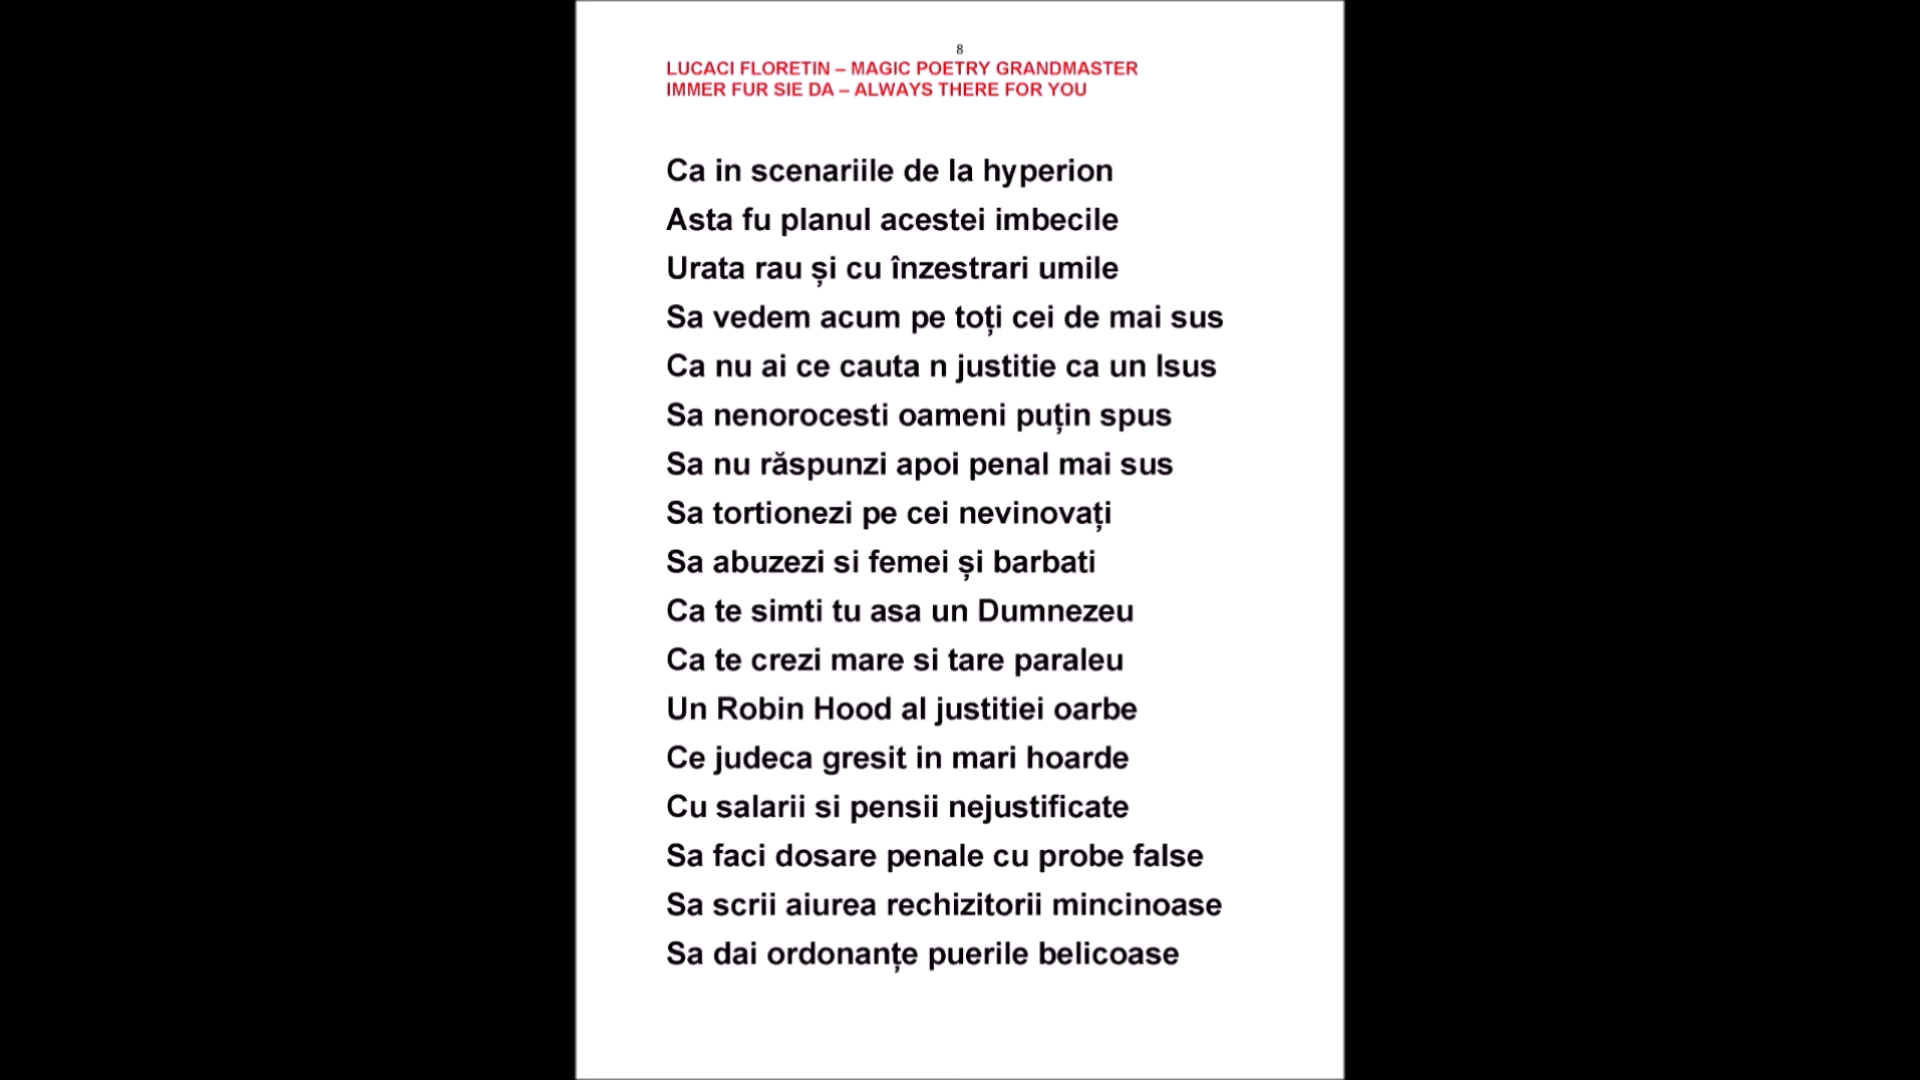 8
LUCACI FLORETIN – MAGIC POETRY GRANDMASTER
IMMER FUR SIE DA – ALWAYS THERE FOR YOU
Ca in scenariile de la hyperion
Asta fu planul acestei imbecile
Urata rau și cu înzestrari umile
Sa vedem acum pe toți cei de mai sus
Ca nu ai ce cauta n justitie ca un Isus
Sa nenorocesti oameni puțin spus
Sa nu răspunzi apoi penal mai sus
Sa tortionezi pe cei nevinovați
Sa abuzezi si femei și barbati
Ca te simti tu asa un Dumnezeu
Ca te crezi mare si tare paraleu
Un Robin Hood al justitiei oarbe
Ce judeca gresit in mari hoarde
Cu salarii si pensii nejustificate
Sa faci dosare penale cu probe false
Sa scrii aiurea rechizitorii mincinoase
Sa dai ordonanțe puerile belicoase